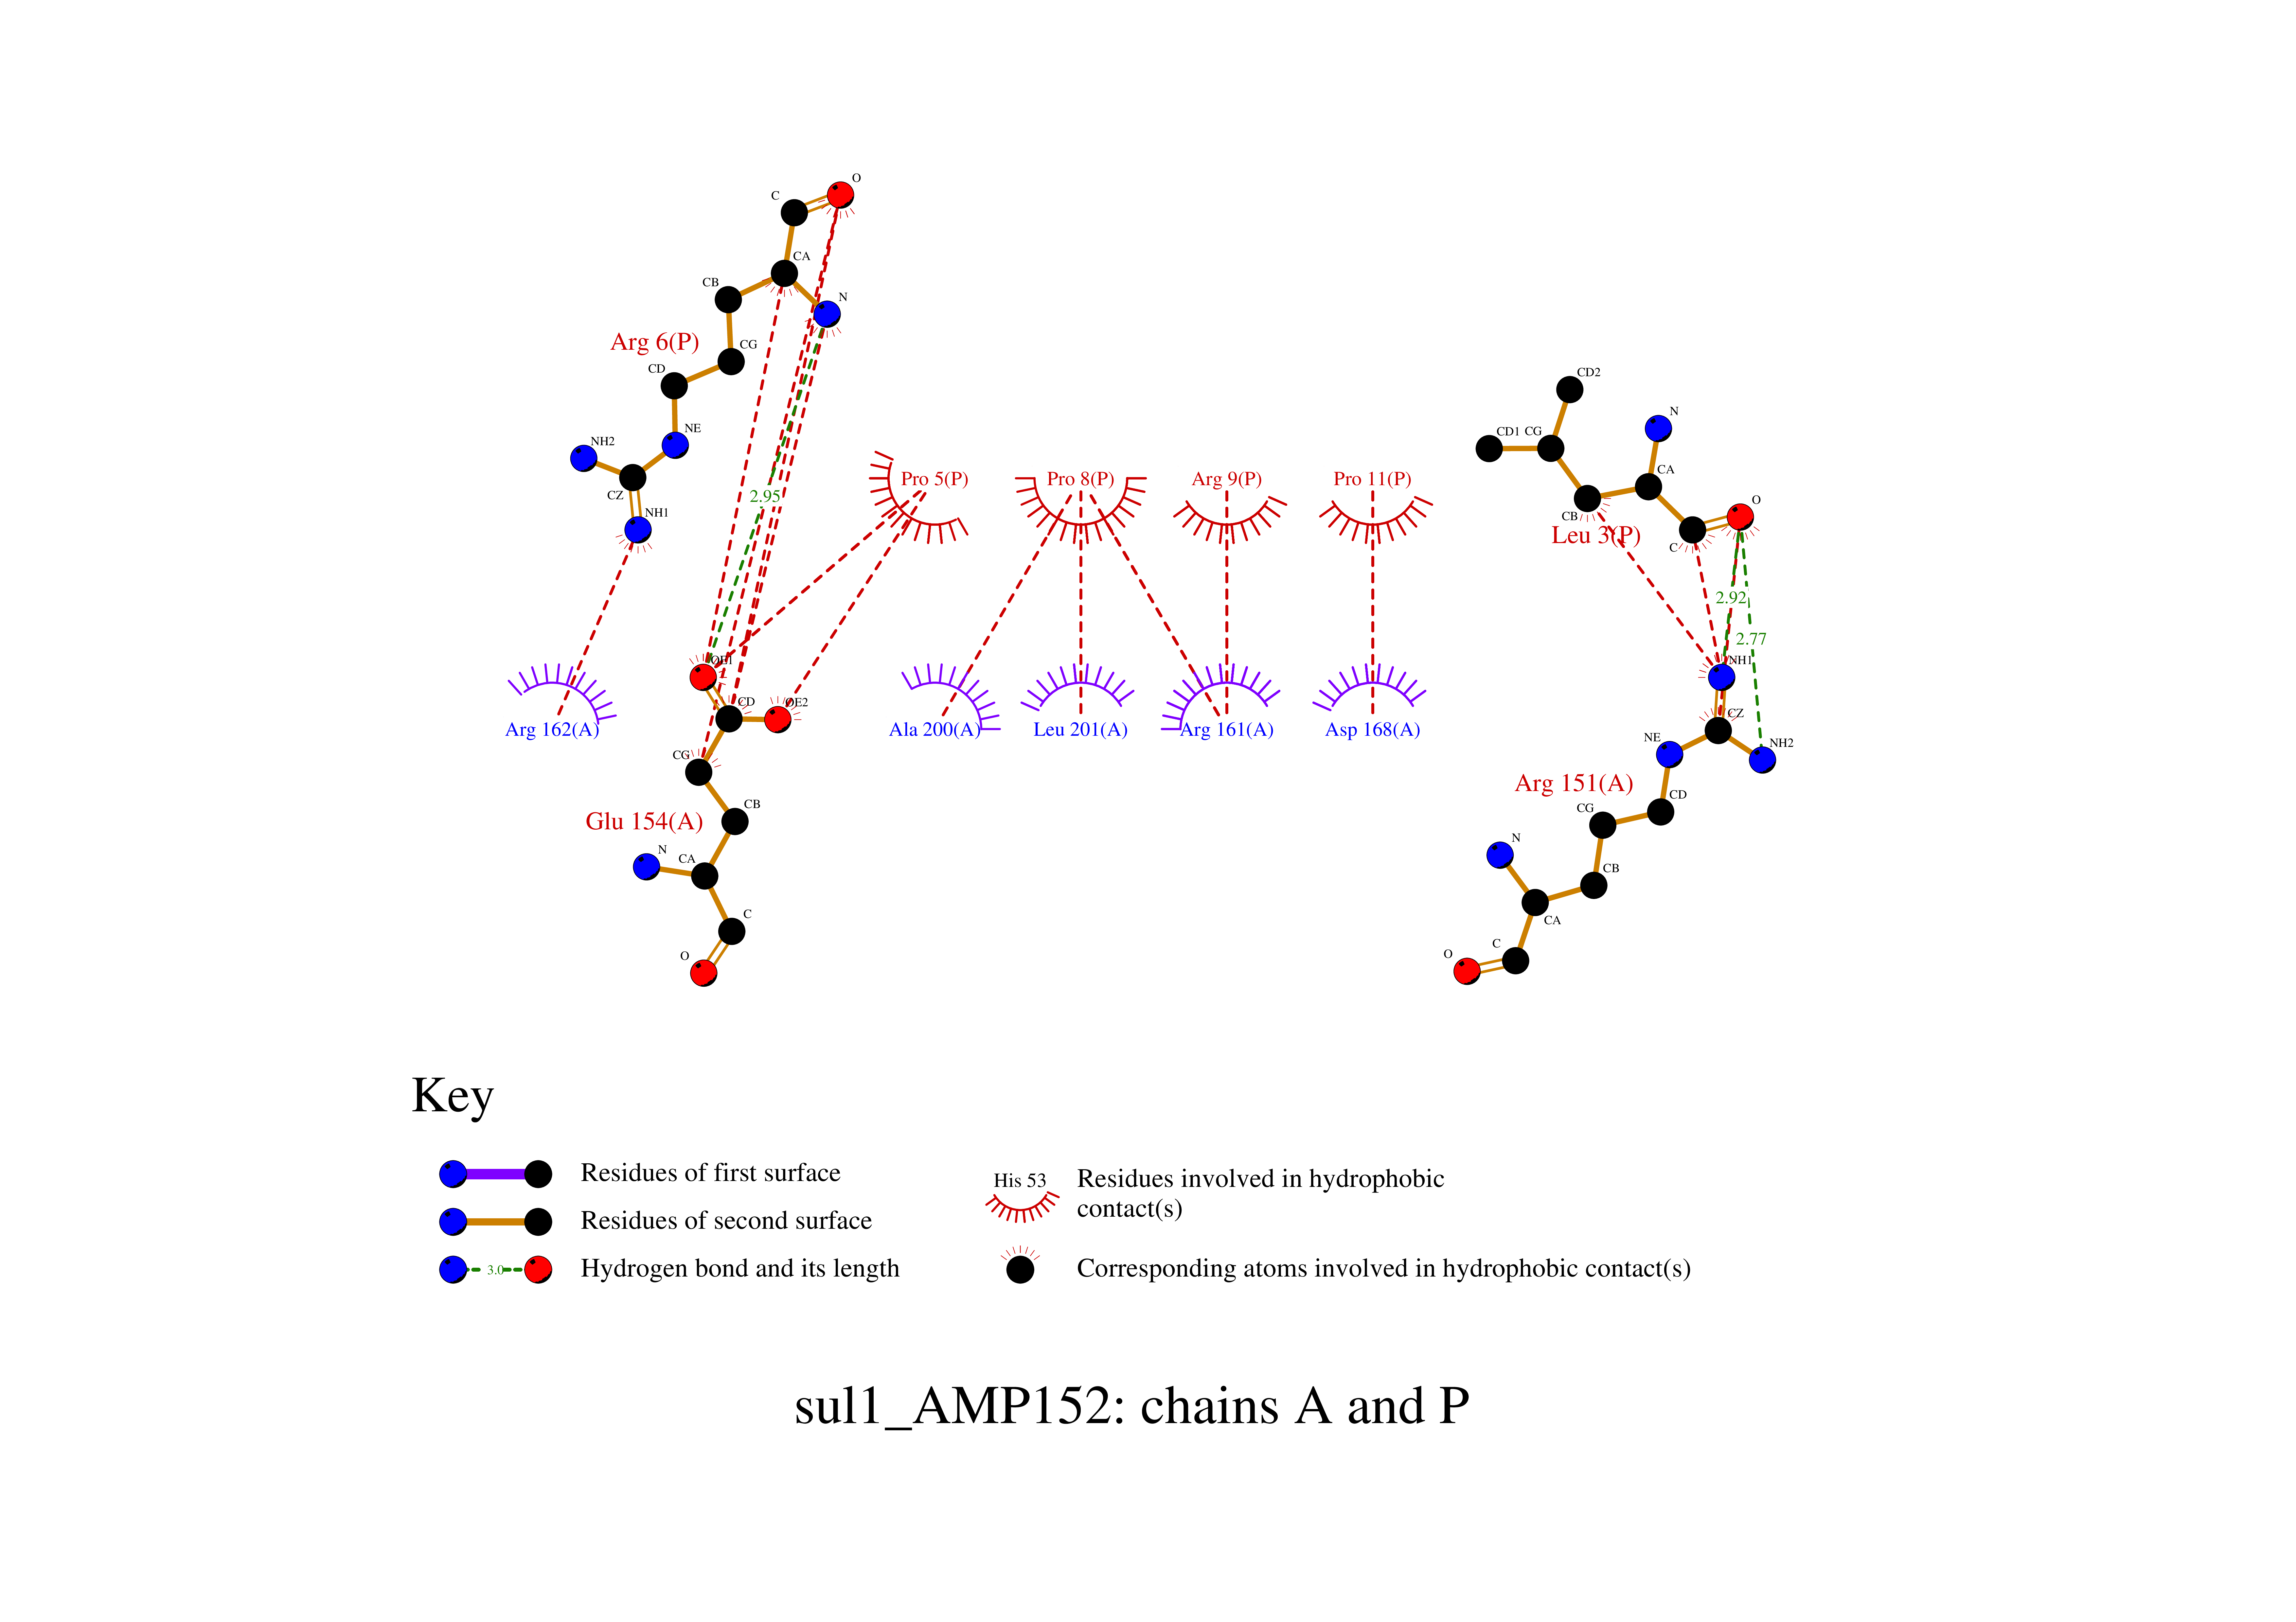 O
C
CA
N
CB
Arg 6(P)
CG
CD
NE
NH2
CZ
NH1
2.95
Pro 5(P)
Pro 8(P)
Arg 9(P)
Pro 11(P)
CD2
N
CD1 CG
CA
O
CB
Leu 3(P)
C
2.92
2.77
OE1
CD
OE2
CG
Arg 162(A)
Ala 200(A)
Leu 201(A)
Arg 161(A)
Asp 168(A)
NH1
CZ
NE
NH2
Arg 151(A)
CB
Glu 154(A)
N
CA
C
O
CD
CG
N
CB
CA
C
O
Key
Residues of first surface
Residues of second surface
3.0
Hydrogen bond and its length
His 53
Residues involved in hydrophobic
contact(s)
Corresponding atoms involved in hydrophobic contact(s)
sul1_AMP152: chains A and P